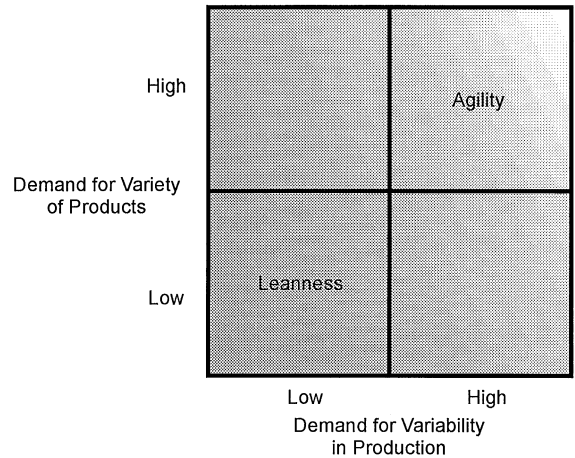 High
Agility
Demand for Variety
of Products
Leanness
Low
Low High
Demand for Variability
in Production